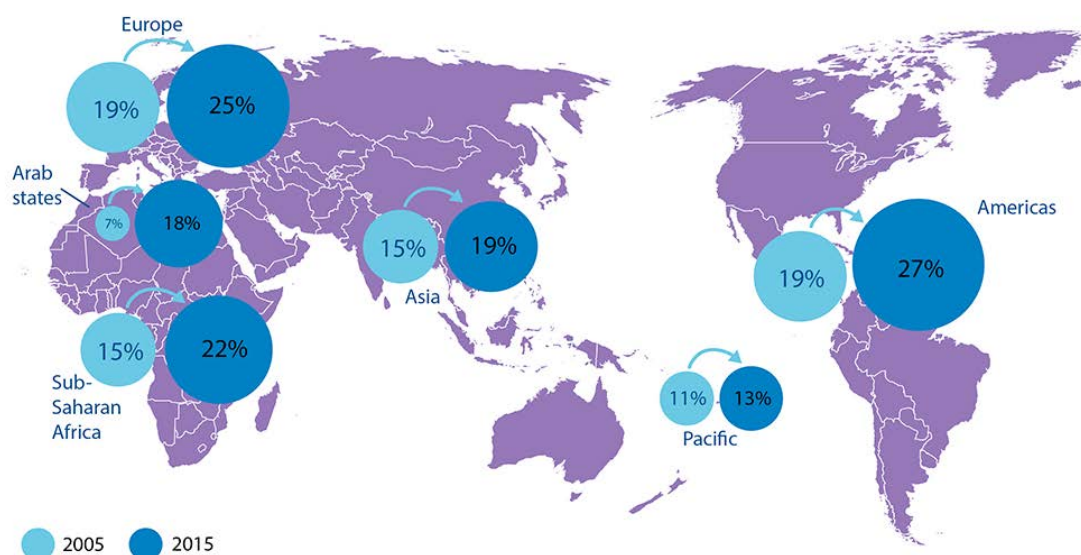 Europe
19%
25%
Arab
states
7%
18%
15%
19%
Asia
Americas
19%
27%
15%
22%
Sub-
Saharan
Africa
11%
13%
Pacific
2005
2015